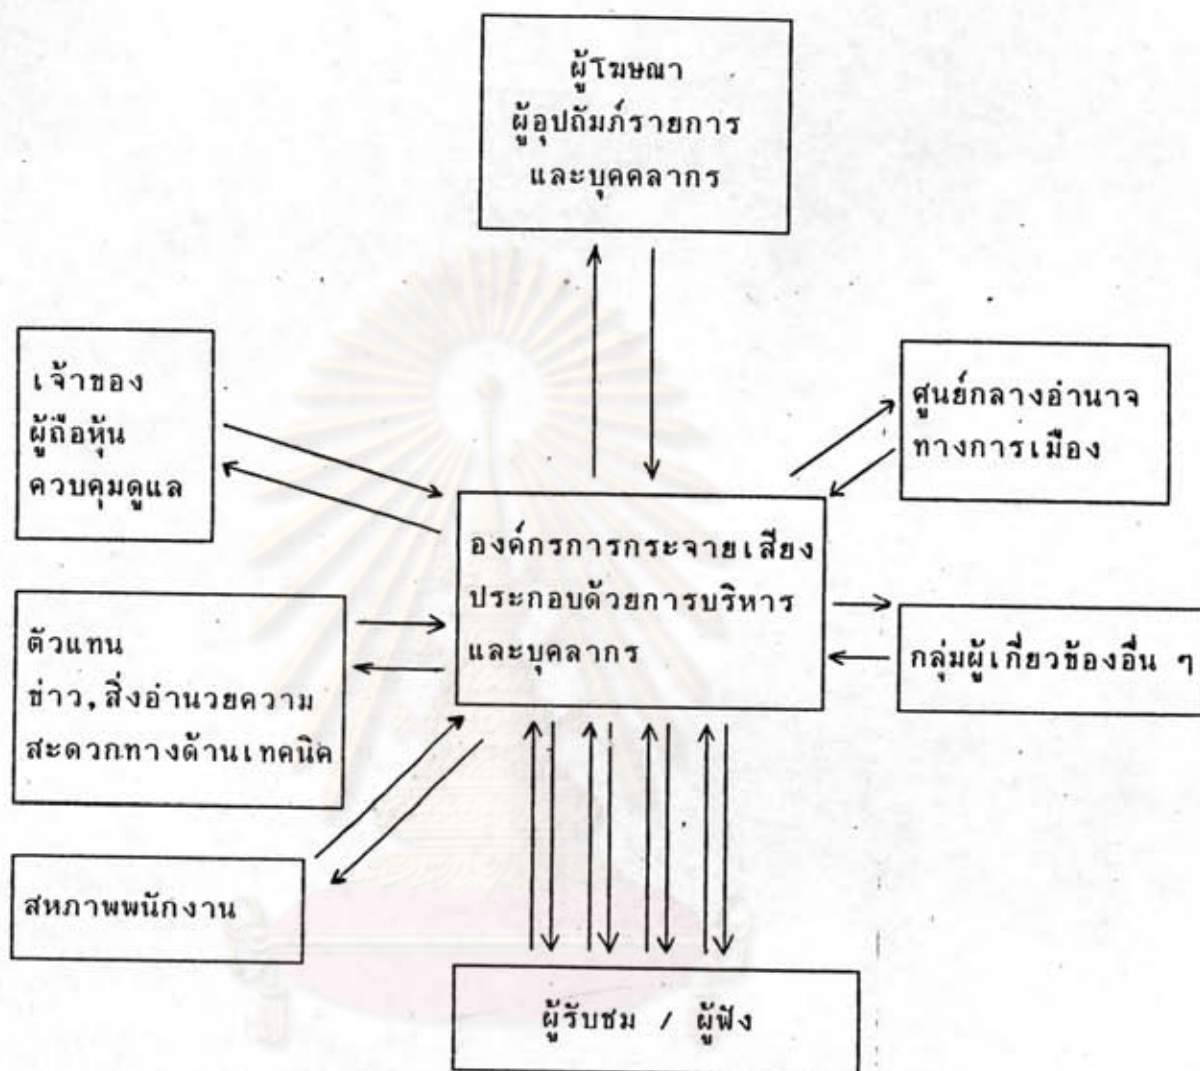 ผู้โฆษณา
ผู้อุปถัมภ์รายการ
และบุคคลากร
เจ้าของ
ผู้ถือหุ้น
ควบคุมดูแล
ศูนย์กลางอำนาจ
ทางการเมือง
องค์กรการกระจายเสียง
ประกอบด้วยการบริหาร
และบุคลากร
ตัวแทน
ข่าว,สิ่งอำนวยความ
สะดวกทางด้านเทคนิค
กลุ่มผู้เกี่ยวข้องอื่น ๆ
สหภาพพนักงาน
ผู้รับชม / ผู้ฟัง